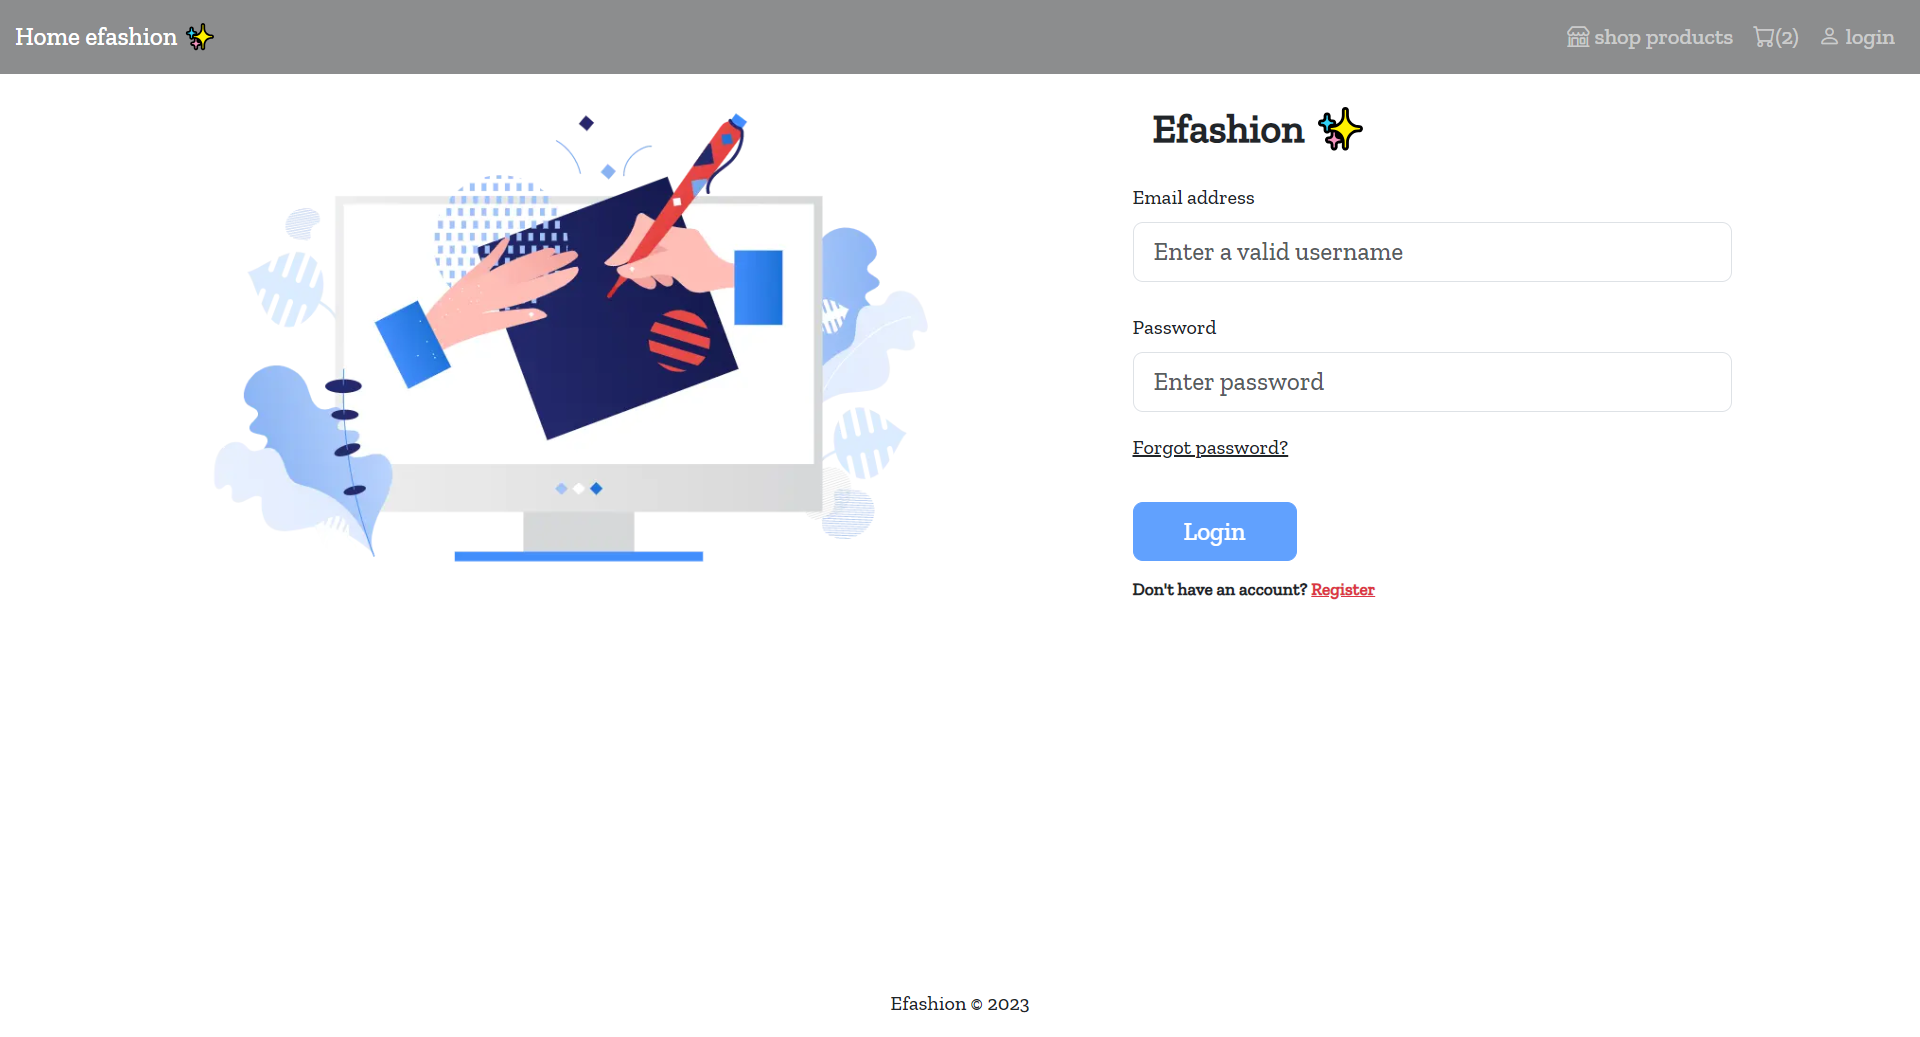 Home efashion ✨
shop products
(2)
login
Efashion ✨
Email address
Enter a valid username
Password
Enter password
Forgot password?
Login
Don't have an account? Register
Efashion © 2023